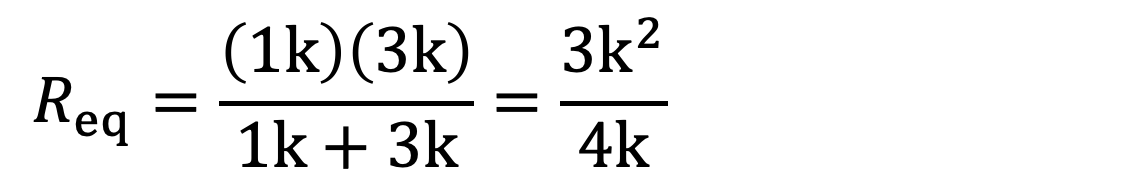 R_eq = (1k)(3k) / 1k + 3k = 3k² / 4k